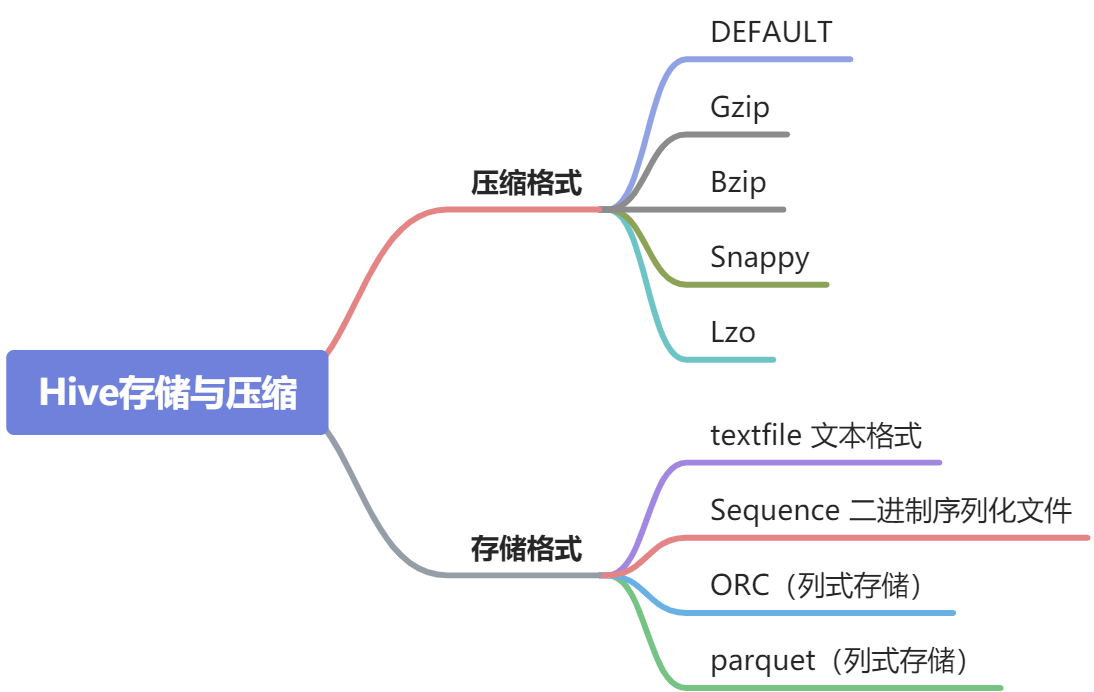 Hive存储与压缩
压缩格式
DEFAULT
Gzip
Bzip
Snappy
Lzo
存储格式
textfile 文本格式
Sequence 二进制序列化文件
ORC（列式存储）
parquet（列式存储）